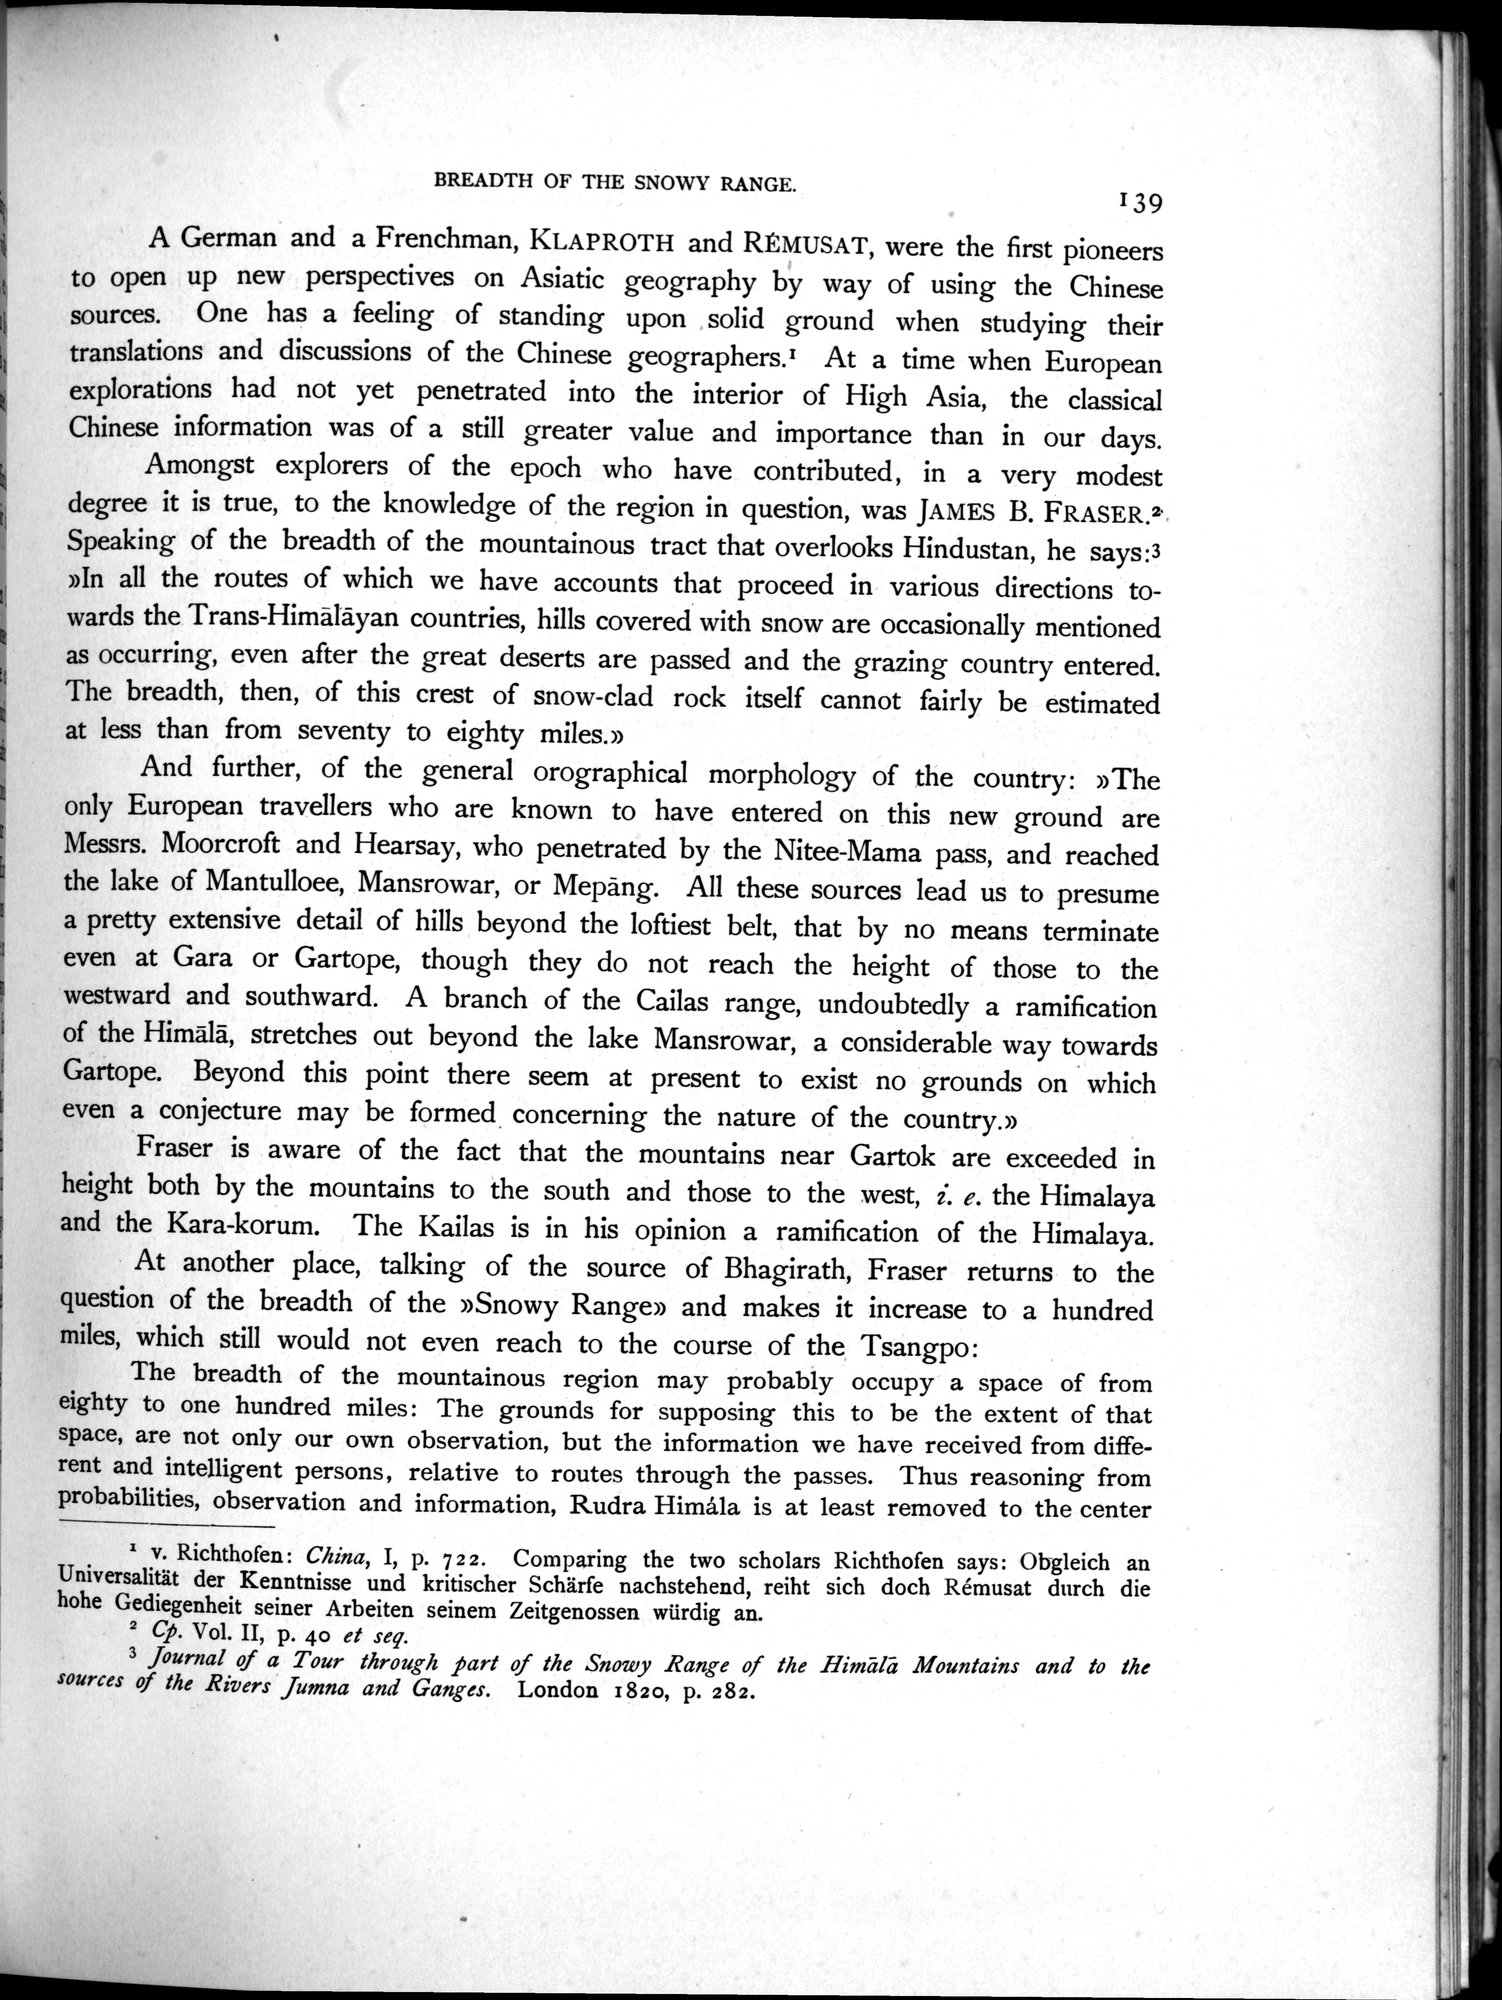 BREADTH OF THE SNOWY RANGE.
139
A German and a Frenchman, KLAPROTH and RÉMUSAT, were the first pioneers
to open up new perspectives on Asiatic geography by way of using the Chinese
sources. One has a feeling of standing upon solid ground when studying their
translations and discussions of the Chinese geographers.¹ At a time when European
explorations had not yet penetrated into the interior of High Asia, the classical
Chinese information was of a still greater value and importance than in our days.
Amongst explorers of the epoch who have contributed, in a very modest
degree it is true, to the knowledge of the region in question, was JAMES B. FRASER.²
Speaking of the breadth of the mountainous tract that overlooks Hindustan, he says:³
»In all the routes of which we have accounts that proceed in various directions to-
wards the Trans-Himālāyan countries, hills covered with snow are occasionally mentioned
as occurring, even after the great deserts are passed and the grazing country entered.
The breadth, then, of this crest of snow-clad rock itself cannot fairly be estimated
at less than from seventy to eighty miles.»
And further, of the general orographical morphology of the country: »The
only European travellers who are known to have entered on this new ground are
Messrs. Moorcroft and Hearsay, who penetrated by the Nitee-Mama pass, and reached
the lake of Mantulloee, Mansrowar, or Mepāng. All these sources lead us to presume
a pretty extensive detail of hills beyond the loftiest belt, that by no means terminate
even at Gara or Gartope, though they do not reach the height of those to the
westward and southward. A branch of the Cailas range, undoubtedly a ramification
of the Himālā, stretches out beyond the lake Mansrowar, a considerable way towards
Gartope. Beyond this point there seem at present to exist no grounds on which
even a conjecture may be formed concerning the nature of the country.»
Fraser is aware of the fact that the mountains near Gartok are exceeded in
height both by the mountains to the south and those to the west, i. e. the Himalaya
and the Kara-korum. The Kailas is in his opinion a ramification of the Himalaya.
At another place, talking of the source of Bhagirath, Fraser returns to the
question of the breadth of the »Snowy Range» and makes it increase to a hundred
miles, which still would not even reach to the course of the Tsangpo:
The breadth of the mountainous region may probably occupy a space of from
eighty to one hundred miles: The grounds for supposing this to be the extent of that
space, are not only our own observation, but the information we have received from diffe-
rent and intelligent persons, relative to routes through the passes. Thus reasoning from
probabilities, observation and information, Rudra Himála is at least removed to the center
¹ v. Richthofen: China, I, p. 722. Comparing the two scholars Richthofen says: Obgleich an
Universalität der Kenntnisse und kritischer Schärfe nachstehend, reiht sich doch Rémusat durch die
hohe Gediegenheit seiner Arbeiten seinem Zeitgenossen würdig an.
² Cp. Vol. II, p. 40 et seq.
³ Journal of a Tour through part of the Snowy Range of the Himālā Mountains and to the
sources of the Rivers Jumna and Ganges. London 1820, p. 282.